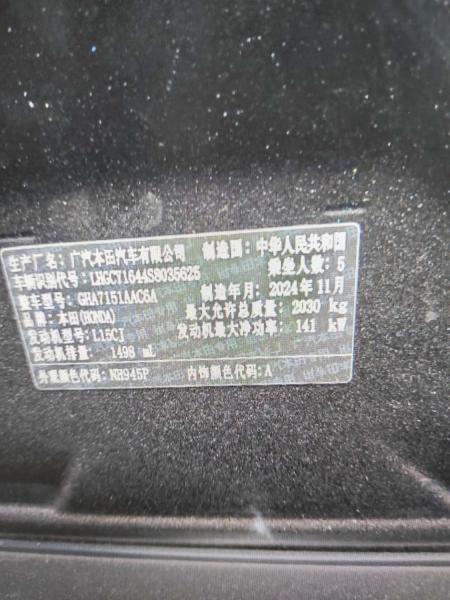 生产厂名：广汽本田汽车有限公司 制造国：中华人民共和国
车辆识别代号：LHGCY1644S8035625 乘坐人数：5
整车型号：GHA7151AAC6A 制造年月：2024年11月
品牌：本田(HONDA) 最大允许总质量：2030 kg
发动机型号：L15CJ 发动机最大净功率：141 kW
发动机排量：1498 mL
外罩颜色代码：NH945P 内饰颜色代码：A